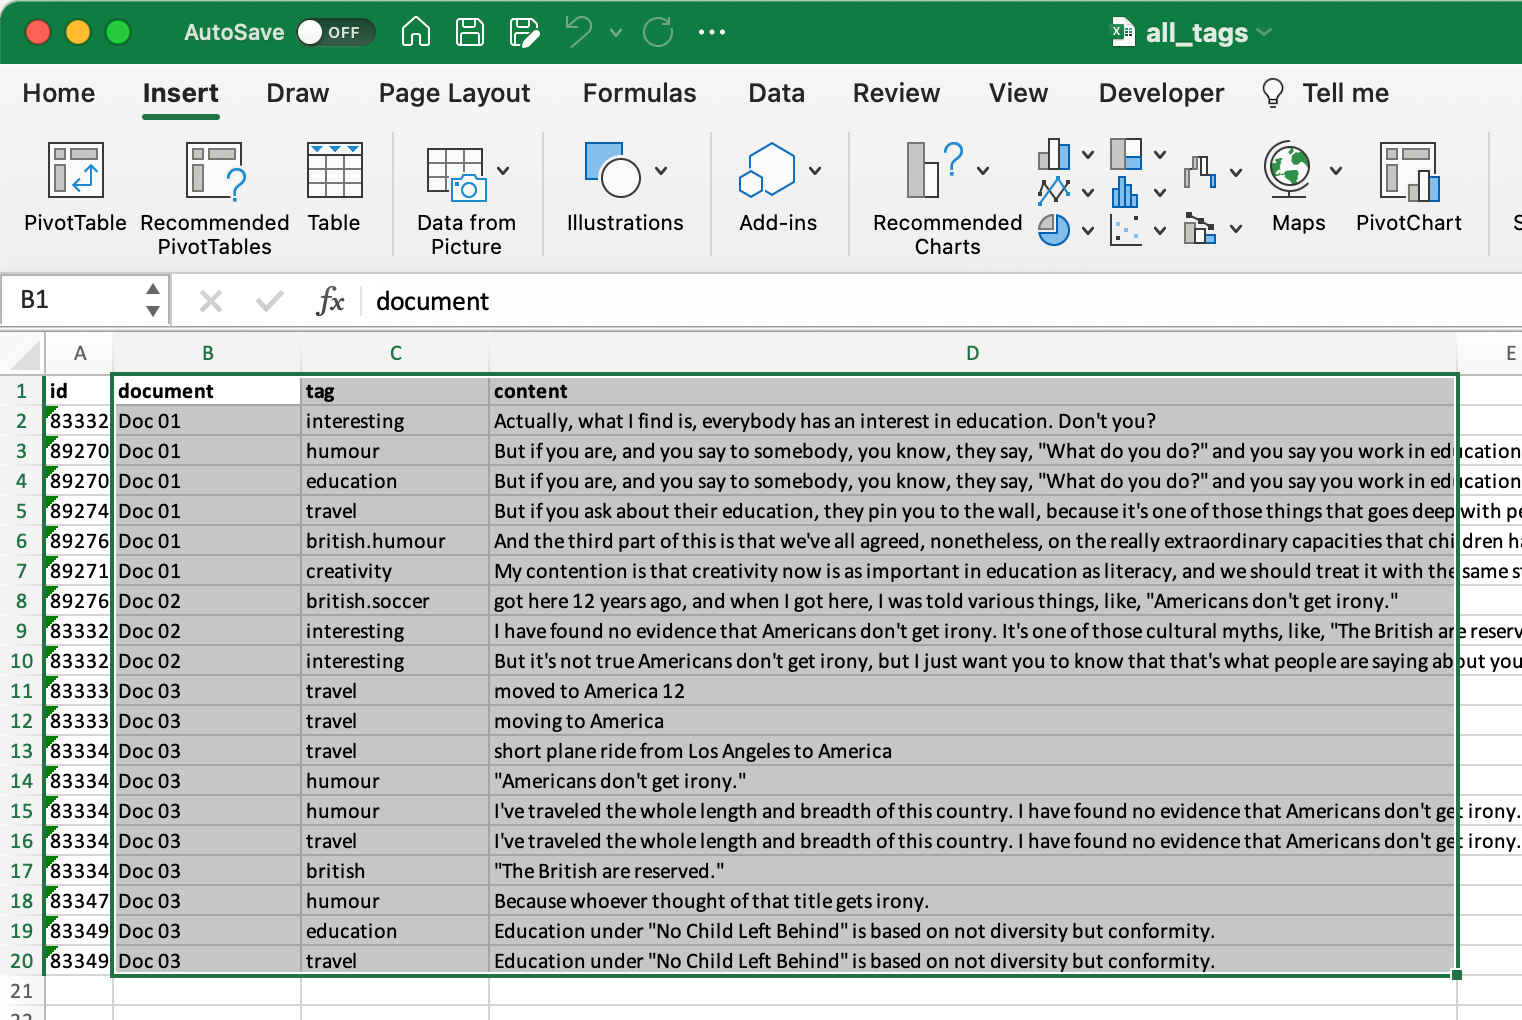 AutoSave OFF all_tags
Home Insert Draw Page Layout Formulas Data Review View Developer Tell me
PivotTable Recommended PivotTables Table Data from Picture Illustrations Add-ins Recommended Charts Maps PivotChart
B1 fx document
A B C D E
1 id document tag content
2 83332 Doc 01 interesting Actually, what I find is, everybody has an interest in education. Don't you?
3 89270 Doc 01 humour But if you are, and you say to somebody, you know, they say, "What do you do?" and you say you work in education
4 89270 Doc 01 education But if you are, and you say to somebody, you know, they say, "What do you do?" and you say you work in education
5 89274 Doc 01 travel But if you ask about their education, they pin you to the wall, because it's one of those things that goes deep with
6 89276 Doc 01 british.humour And the third part of this is that we've all agreed, nonetheless, on the really extraordinary capacities that children
7 89271 Doc 01 creativity My contention is that creativity now is as important in education as literacy, and we should treat it with the same
8 89276 Doc 02 british.soccer got here 12 years ago, and when I got here, I was told various things, like, "Americans don't get irony."
9 83332 Doc 02 interesting I have found no evidence that Americans don't get irony. It's one of those cultural myths, like, "The British are
10 83332 Doc 02 interesting But it's not true Americans don't get irony, but I just want you to know that that's what people are saying about you
11 83333 Doc 03 travel moved to America 12
12 83333 Doc 03 travel moving to America
13 83334 Doc 03 travel short plane ride from Los Angeles to America
14 83334 Doc 03 humour "Americans don't get irony."
15 83334 Doc 03 humour I've traveled the whole length and breadth of this country. I have found no evidence that Americans don't get irony.
16 83334 Doc 03 travel I've traveled the whole length and breadth of this country. I have found no evidence that Americans don't get irony.
17 83334 Doc 03 british "The British are reserved."
18 83347 Doc 03 humour Because whoever thought of that title gets irony.
19 83349 Doc 03 education Education under "No Child Left Behind" is based on not diversity but conformity.
20 83349 Doc 03 travel Education under "No Child Left Behind" is based on not diversity but conformity.
21